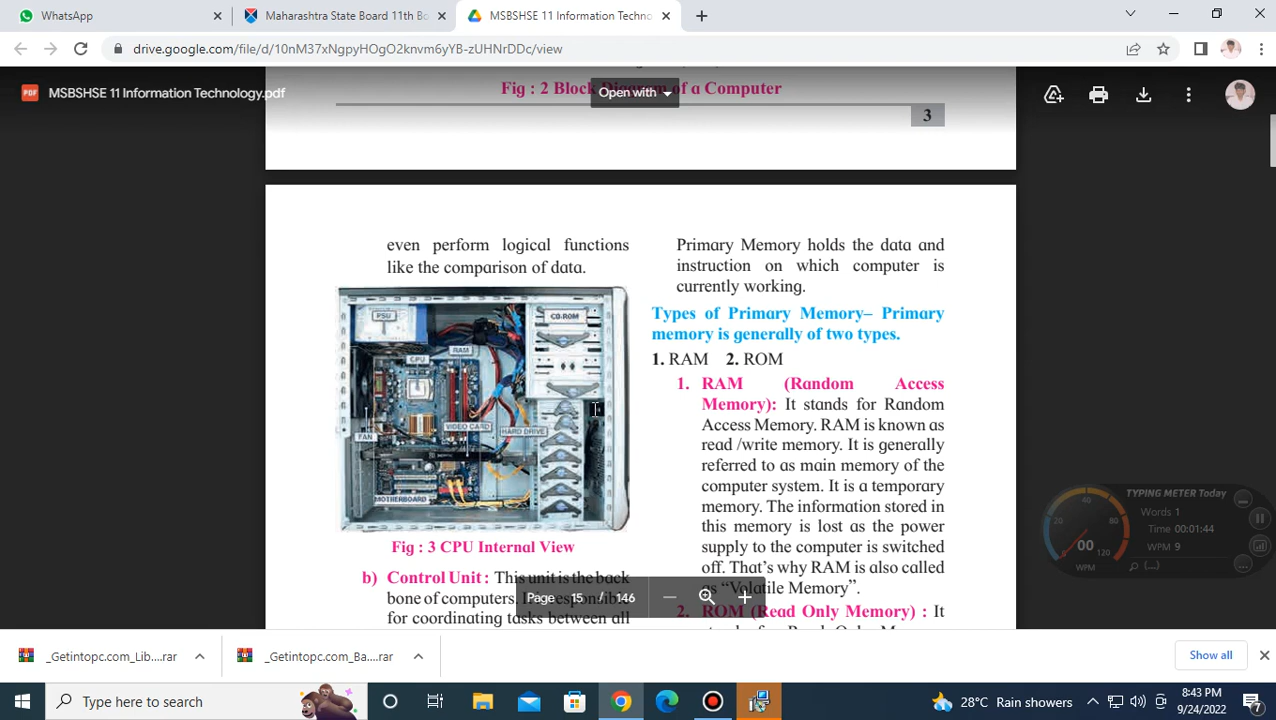 WhatsApp
Maharashtra State Board 11th Bo
MSBSHSE 11 Information Techno
drive.google.com/file/d/10nM37xNgpyHOgO2knvm6yYB-zUHNrDDc/view
MSBSHSE 11 Information Technology.pdf
Open with
Fig : 2 Block Diagram of a Computer
3
even perform logical functions
like the comparison of data.
PSU
CD-ROM
CPU
RAM
VIDEO CARD
HARD DRIVE
FAN
MOTHERBOARD
Fig : 3 CPU Internal View
b) Control Unit : This unit is the back
bone of computers.
for coordinating tasks between all
Primary Memory holds the data and
instruction on which computer is
currently working.
Types of Primary Memory– Primary
memory is generally of two types.
1. RAM 2. ROM
1. RAM (Random Access
Memory): It stands for Random
Access Memory. RAM is known as
read /write memory. It is generally
referred to as main memory of the
computer system. It is a temporary
memory. The information stored in
this memory is lost as the power
supply to the computer is switched
off. That’s why RAM is also called
as “Volatile Memory”.
2. ROM (Read Only Memory) : It
Page 15 / 146
TYPING METER Today
Words 1
Time 00:01:44
WPM 9
(...)
20
40
80
120
00
WPM
_Getintopc.com_Lib....rar
_Getintopc.com_Ba....rar
Show all
Type here to search
28°C Rain showers
8:43 PM
9/24/2022
7